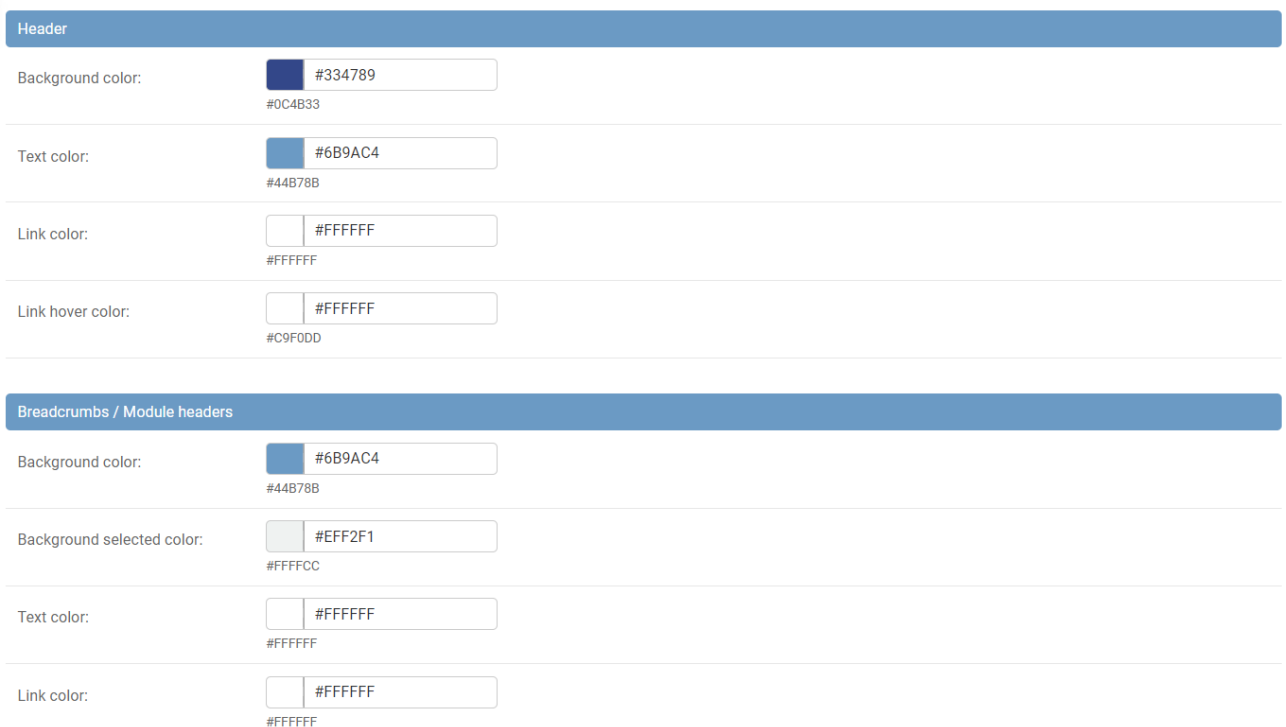 Header
Background color:
#334789
#0C4B33
Text color:
#6B9AC4
#44B78B
Link color:
#FFFFFF
#FFFFFF
Link hover color:
#FFFFFF
#C9F0DD
Breadcrumbs / Module headers
Background color:
#6B9AC4
#44B78B
Background selected color:
#EFF2F1
#FFFFCC
Text color:
#FFFFFF
#FFFFFF
Link color:
#FFFFFF
#FFFFFF